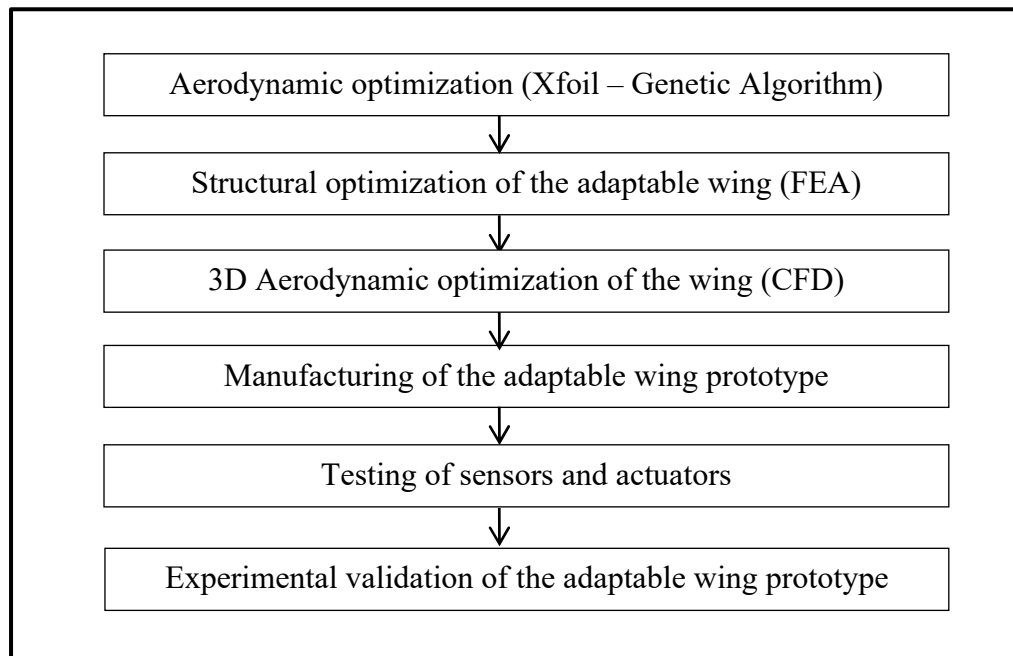 Aerodynamic optimization (Xfoil – Genetic Algorithm)
Structural optimization of the adaptable wing (FEA)
3D Aerodynamic optimization of the wing (CFD)
Manufacturing of the adaptable wing prototype
Testing of sensors and actuators
Experimental validation of the adaptable wing prototype